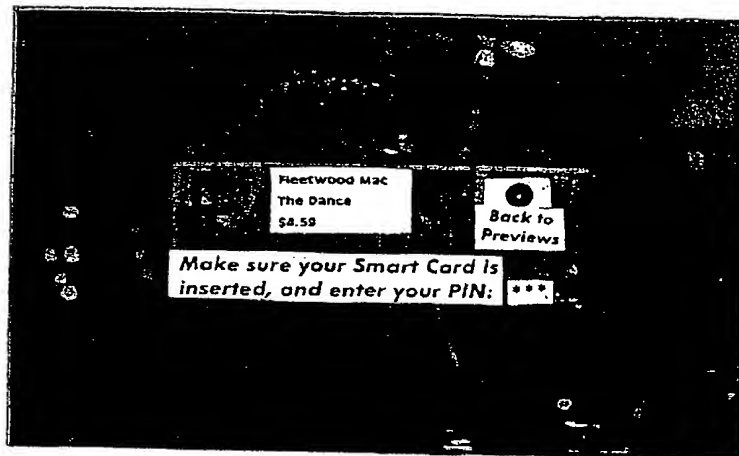 Fleetwood Mac
The Dance
$4.59
Back to
Previews
Make sure your Smart Card is
inserted, and enter your PIN:
***